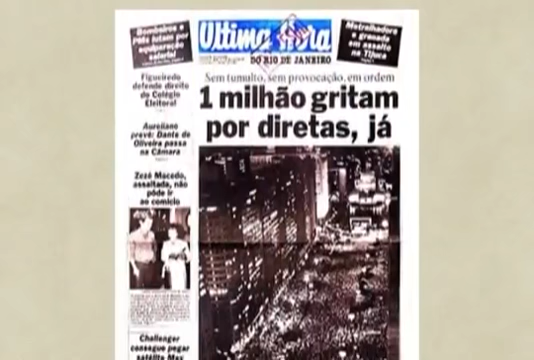 Bombeiros e
PMs lutam por
equiparação
salarial
Ultima Hora
DO RIO DE JANEIRO
Metralhadora
e granada
em assalto
na Tijuca
Sem tumulto, sem provocação, em ordem
1 milhão gritam
por diretas, já
Figueiredo
defende direito
do Colégio
Eleitoral
Aureliano
prevê: Dante de
Oliveira passa
na Câmara
Zezé Macedo,
assaltada, não
pôde ir
ao comício
Challenger
consegue pegar
satélite Max